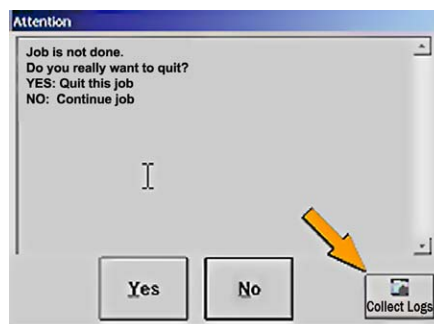 Attention
Job is not done.
Do you really want to quit?
YES: Quit this job
NO: Continue job
Yes
No
Collect Logs